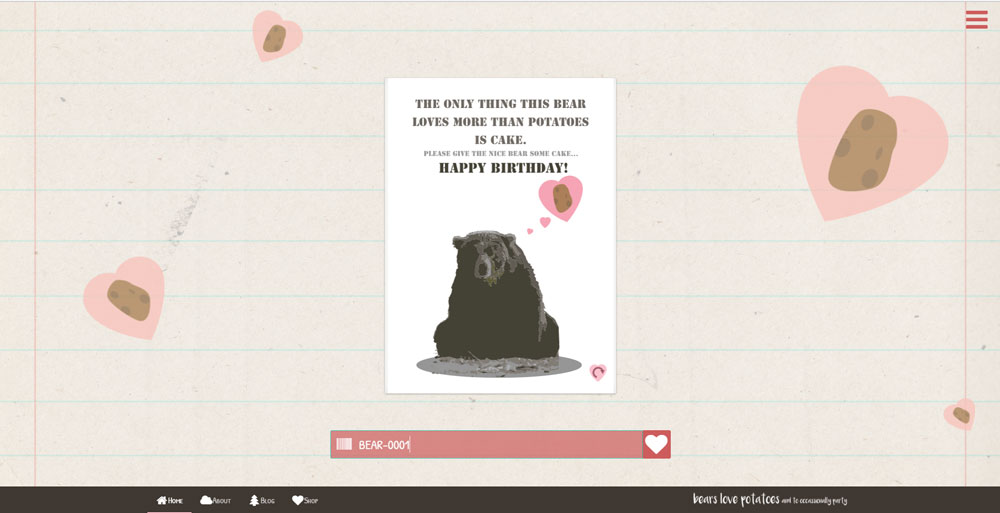 THE ONLY THING THIS BEAR
LOVES MORE THAN POTATOES
IS CAKE.
PLEASE GIVE THE NICE BEAR SOME CAKE...
HAPPY BIRTHDAY!
BEAR-0001
Home About Blog Shop
bears love potatoes and to occasionally party